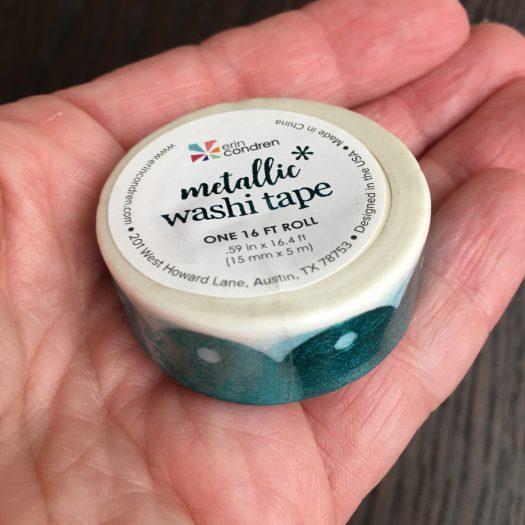 erin
condren
metallic*
washi tape
ONE 16 FT ROLL
.59 in x 16.4 ft
(15 mm x 5 m)
www.erincondren.com • 201 West Howard Lane, Austin, TX 78753 • Designed in the USA • Made in China